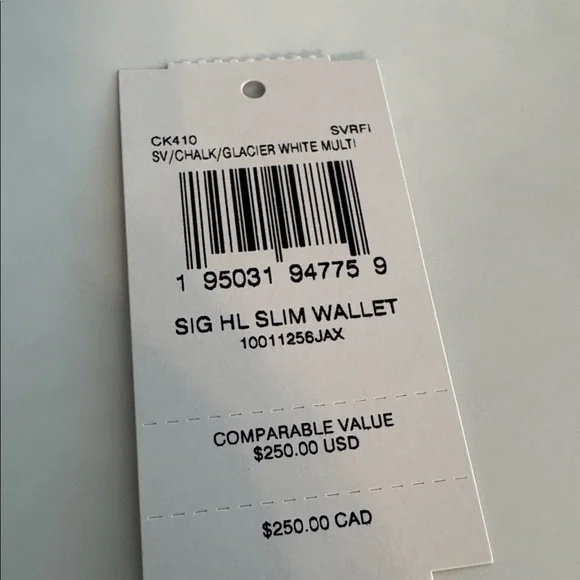 CK410 SVRFI
SV/CHALK/GLACIER WHITE MULTI
1 95031 94775 9
SIG HL SLIM WALLET
10011256JAX
COMPARABLE VALUE
$250.00 USD
$250.00 CAD